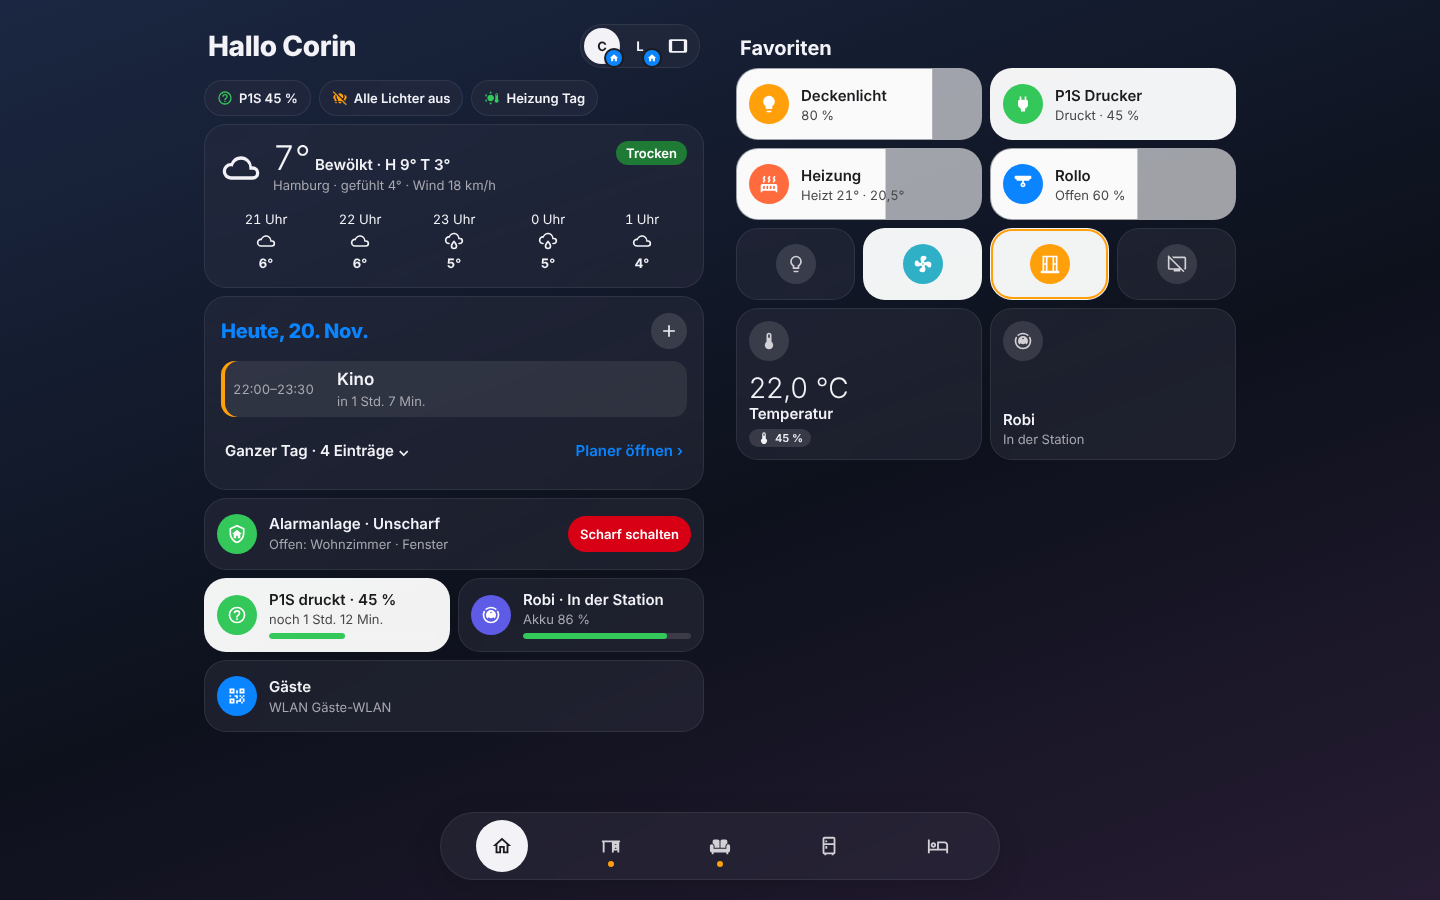 Hallo Corin
C
L
P1S 45 %
Alle Lichter aus
Heizung Tag
7° Bewölkt · H 9° T 3°
Trocken
Hamburg · gefühlt 4° · Wind 18 km/h
21 Uhr
22 Uhr
23 Uhr
0 Uhr
1 Uhr
6°
6°
5°
5°
4°
Heute, 20. Nov.
22:00–23:30
Kino
in 1 Std. 7 Min.
Ganzer Tag · 4 Einträge
Planer öffnen ›
Alarmanlage · Unscharf
Offen: Wohnzimmer · Fenster
Scharf schalten
P1S druckt · 45 %
noch 1 Std. 12 Min.
Robi · In der Station
Akku 86 %
Gäste
WLAN Gäste-WLAN
Favoriten
Deckenlicht
80 %
P1S Drucker
Druckt · 45 %
Heizung
Heizt 21° · 20,5°
Rollo
Offen 60 %
22,0 °C
Temperatur
45 %
Robi
In der Station